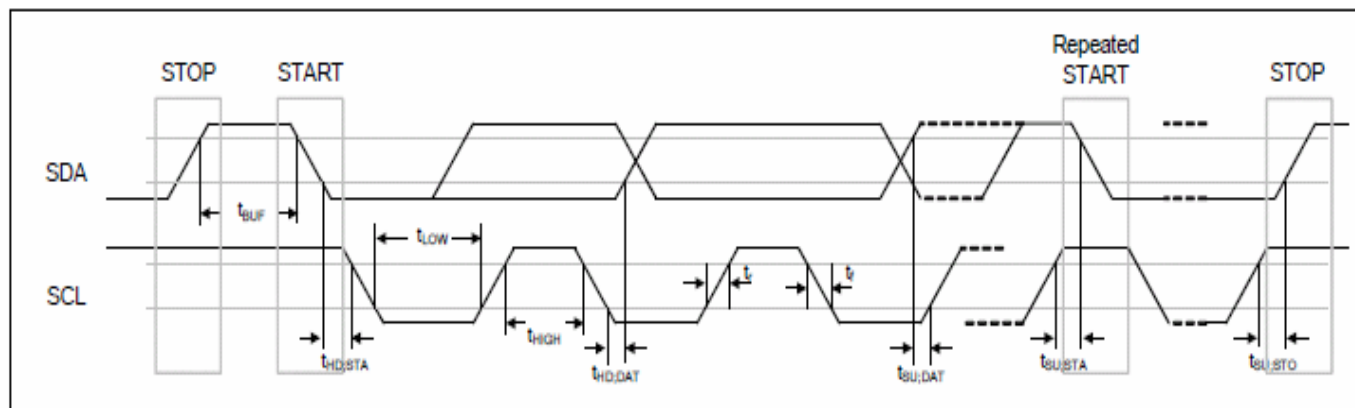 Repeated
STOP START START STOP
SDA
tBUF
tLOW
SCL
tr tf
tHIGH
tHD;STA tHD;DAT tSU;DAT tSU;STA tSU;STO